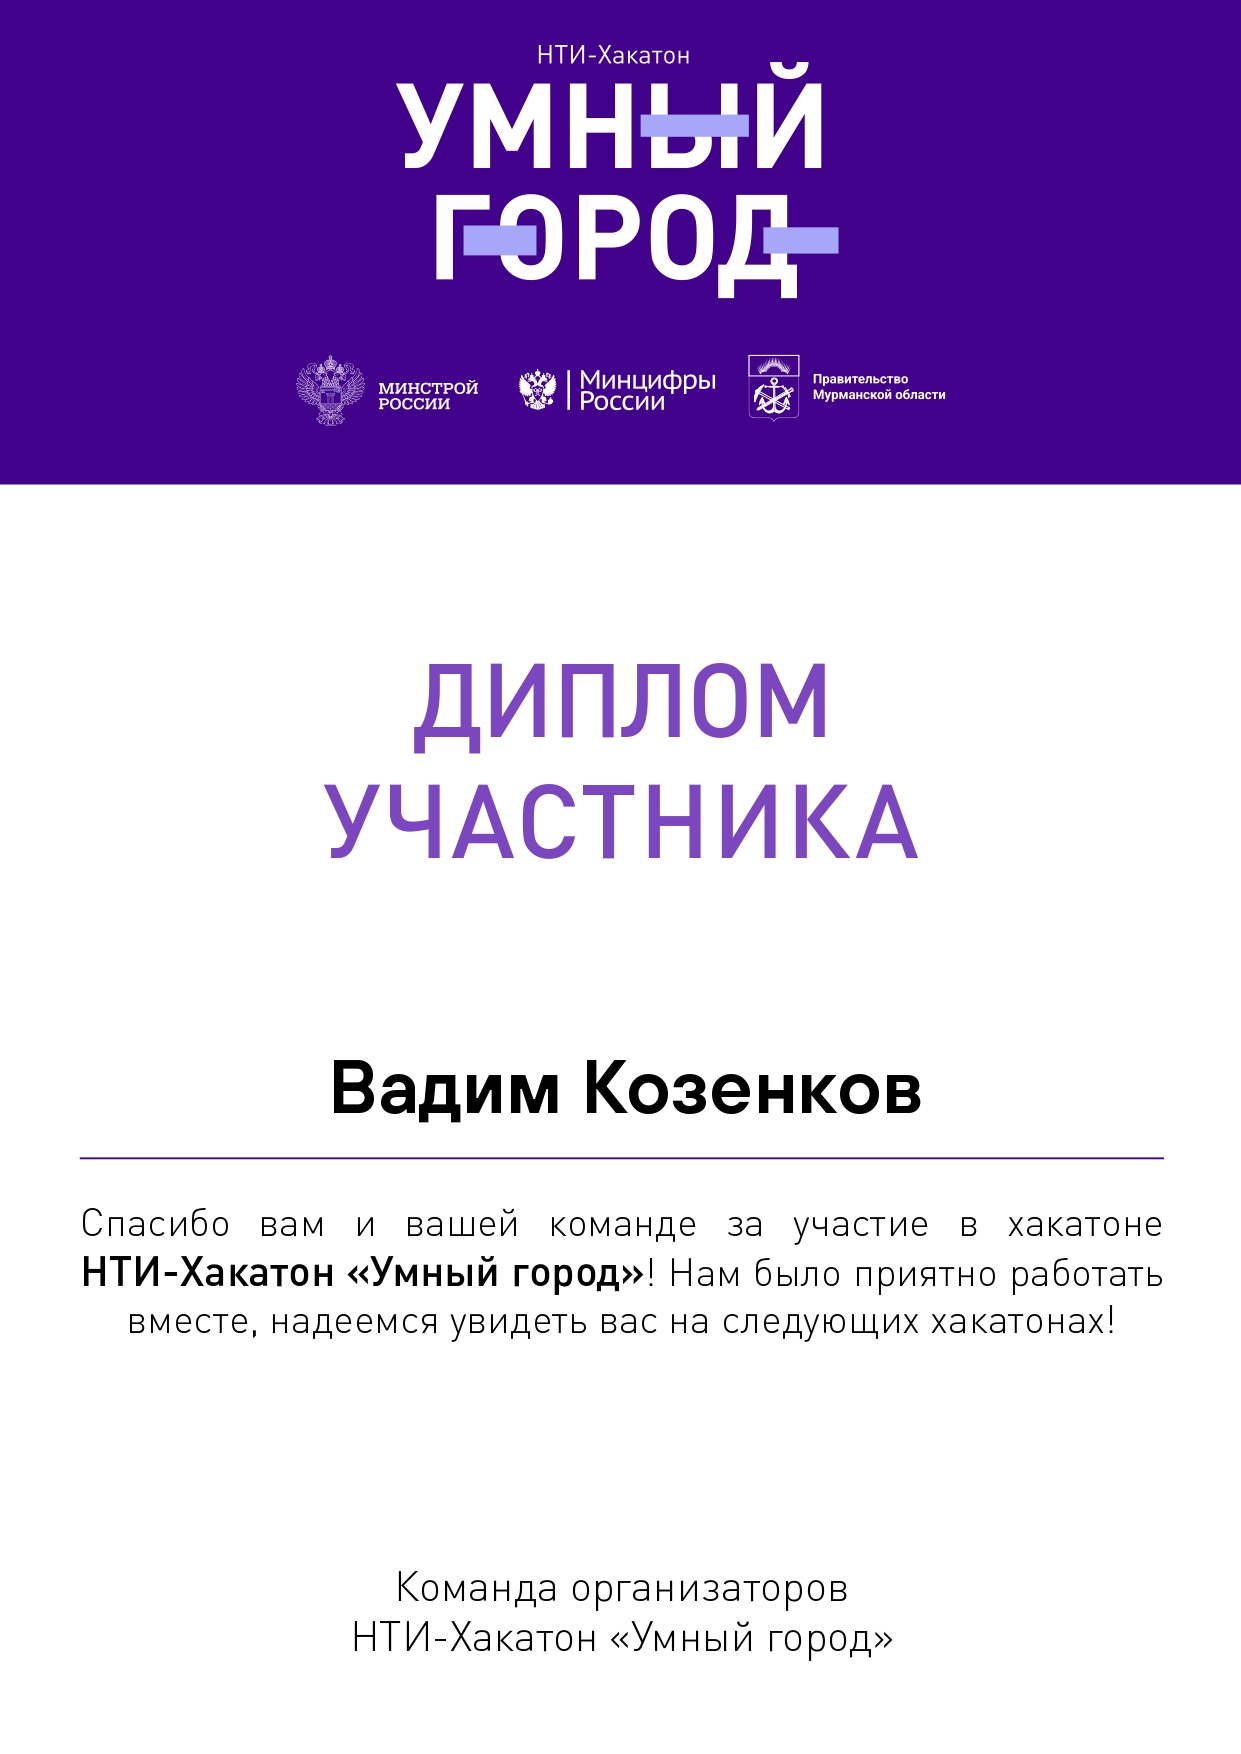 НТИ-Хакатон
УМНЫЙ
ГОРОД
МИНСТРОЙ
РОССИИ
Минцифры
России
Правительство
Мурманской области
ДИПЛОМ
УЧАСТНИКА
Вадим Козенков
Спасибо вам и вашей команде за участие в хакатоне
НТИ-Хакатон «Умный город»! Нам было приятно работать
вместе, надеемся увидеть вас на следующих хакатонах!
Команда организаторов
НТИ-Хакатон «Умный город»